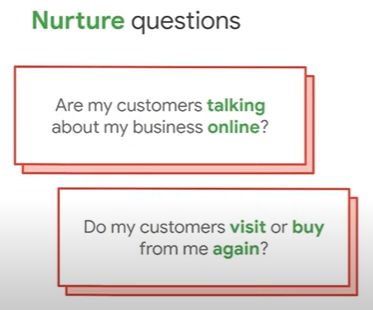 Nurture questions
Are my customers talking
about my business online?
Do my customers visit or buy
from me again?